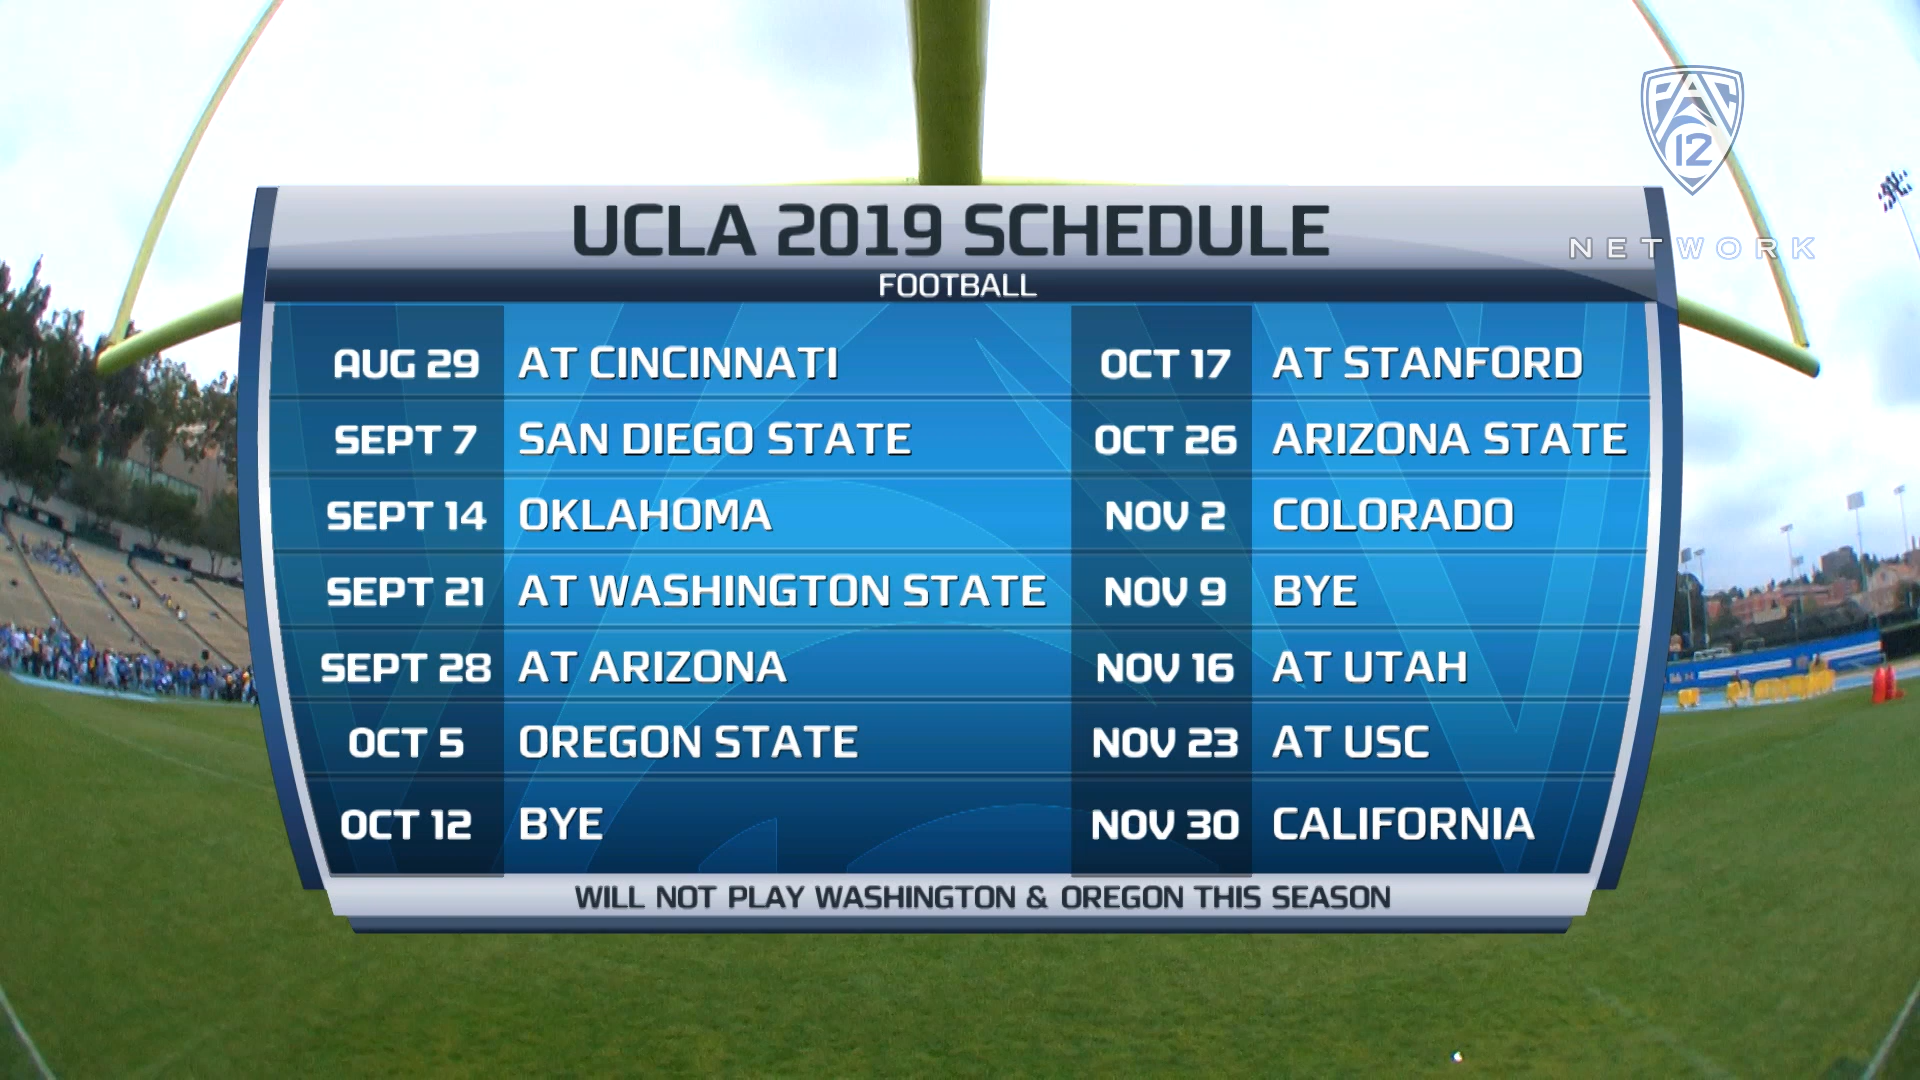 PAC
12
NETWORK
UCLA 2019 SCHEDULE
FOOTBALL
AUG 29 AT CINCINNATI
SEPT 7 SAN DIEGO STATE
SEPT 14 OKLAHOMA
SEPT 21 AT WASHINGTON STATE
SEPT 28 AT ARIZONA
OCT 5 OREGON STATE
OCT 12 BYE
OCT 17 AT STANFORD
OCT 26 ARIZONA STATE
NOV 2 COLORADO
NOV 9 BYE
NOV 16 AT UTAH
NOV 23 AT USC
NOV 30 CALIFORNIA
WILL NOT PLAY WASHINGTON & OREGON THIS SEASON